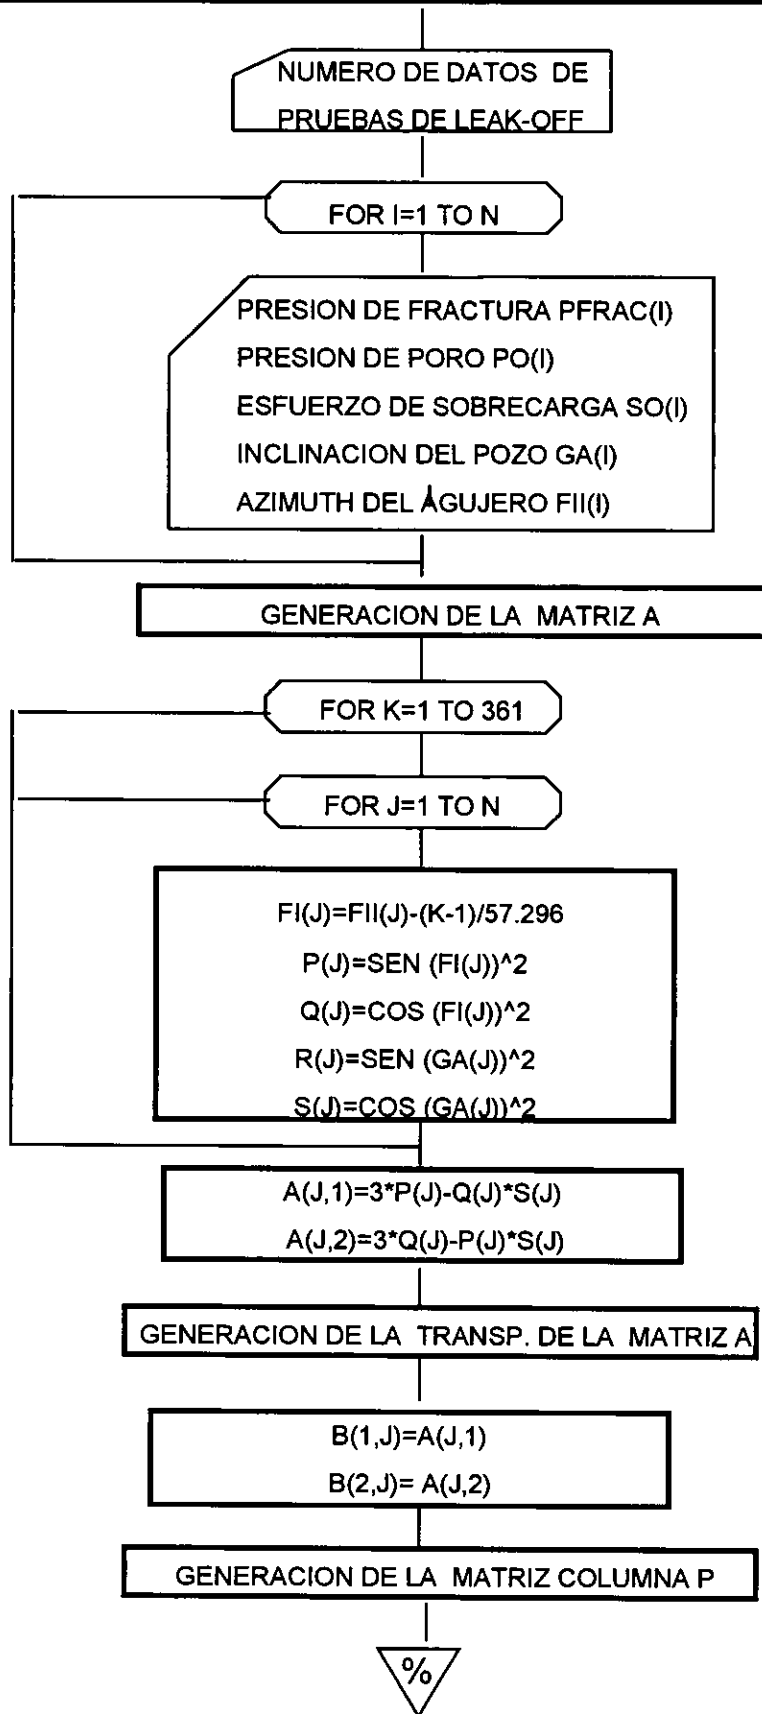 NUMERO DE DATOS DE
PRUEBAS DE LEAK-OFF
FOR I=1 TO N
PRESION DE FRACTURA PFRAC(I)
PRESION DE PORO PO(I)
ESFUERZO DE SOBRECARGA SO(I)
INCLINACION DEL POZO GA(I)
AZIMUTH DEL AGUJERO FII(I)
GENERACION DE LA MATRIZ A
FOR K=1 TO 361
FOR J=1 TO N
FI(J)=FII(J)-(K-1)/57.296
P(J)=SEN (FI(J))^2
Q(J)=COS (FI(J))^2
R(J)=SEN (GA(J))^2
S(J)=COS (GA(J))^2
A(J,1)=3*P(J)-Q(J)*S(J)
A(J,2)=3*Q(J)-P(J)*S(J)
GENERACION DE LA TRANSP. DE LA MATRIZ A
B(1,J)=A(J,1)
B(2,J)= A(J,2)
GENERACION DE LA MATRIZ COLUMNA P
%